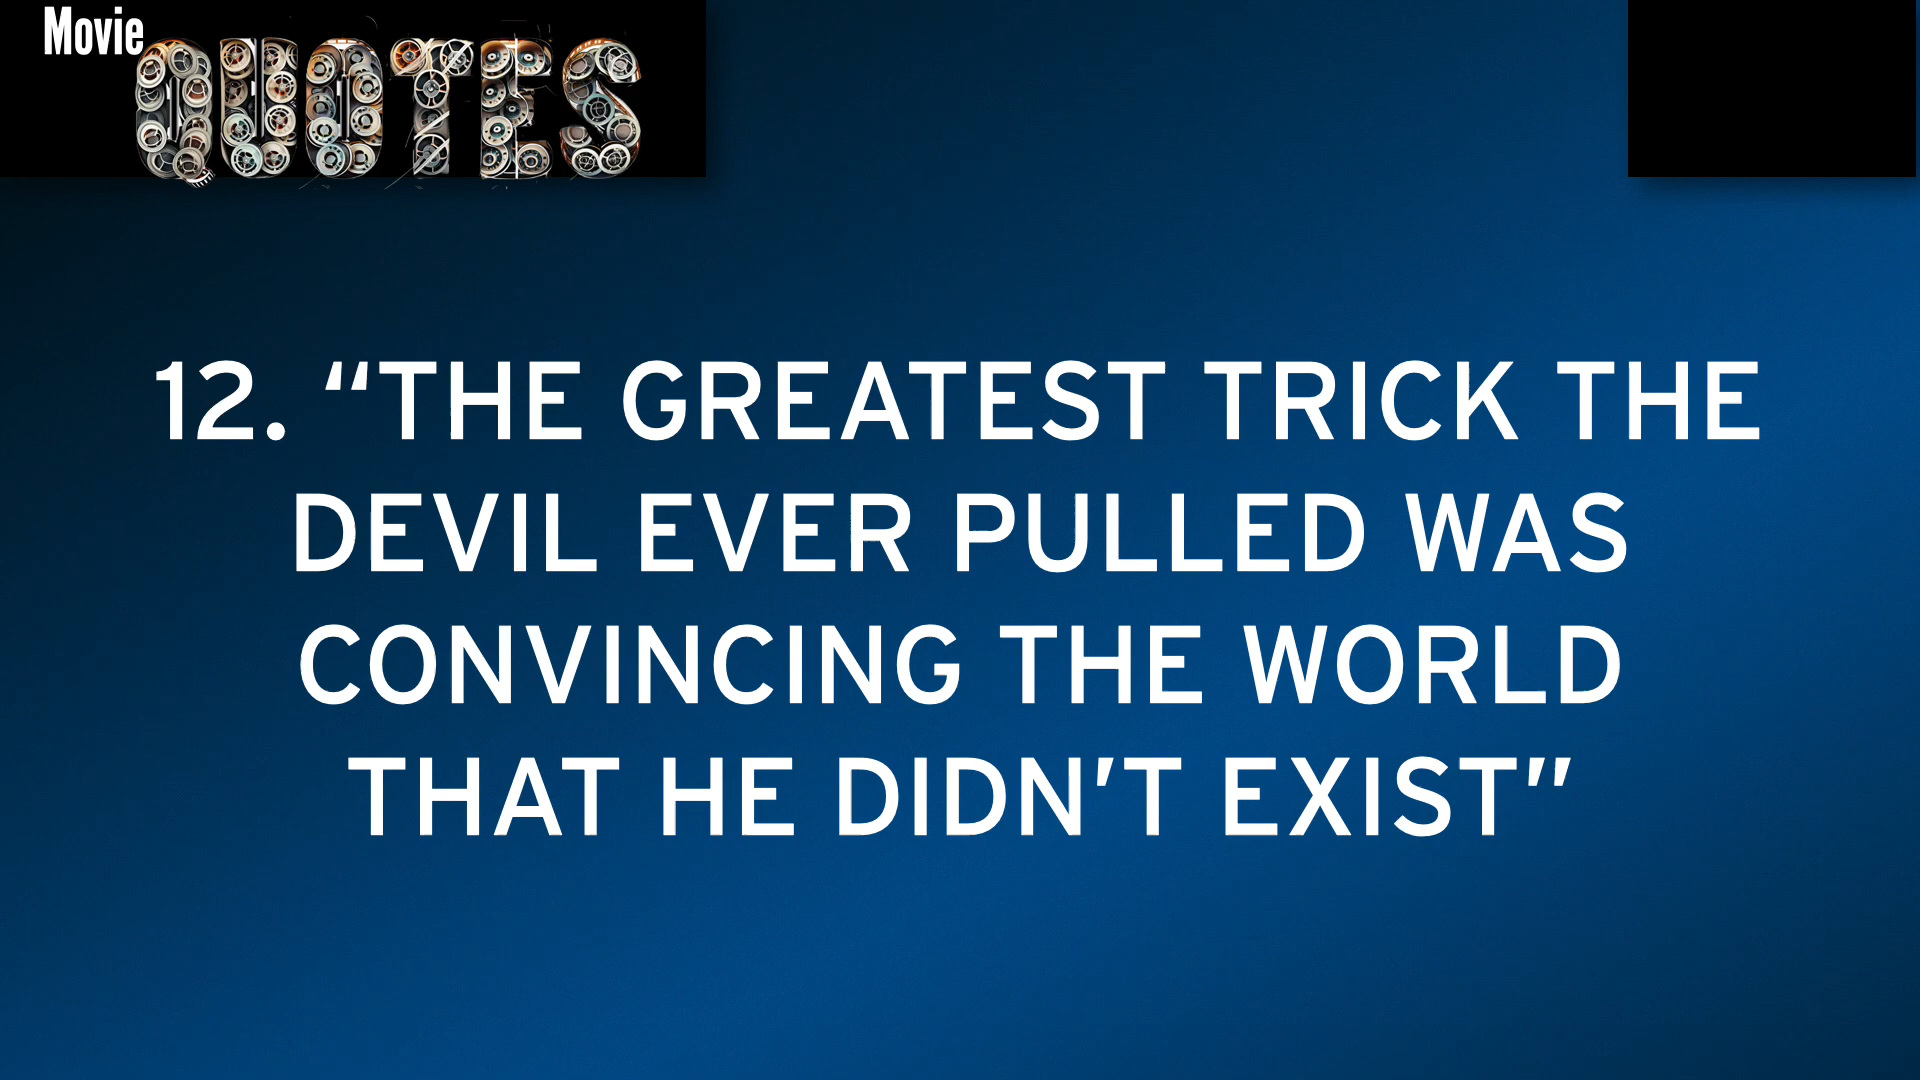 Movie
QUOTES
12. “THE GREATEST TRICK THE
DEVIL EVER PULLED WAS
CONVINCING THE WORLD
THAT HE DIDN'T EXIST"